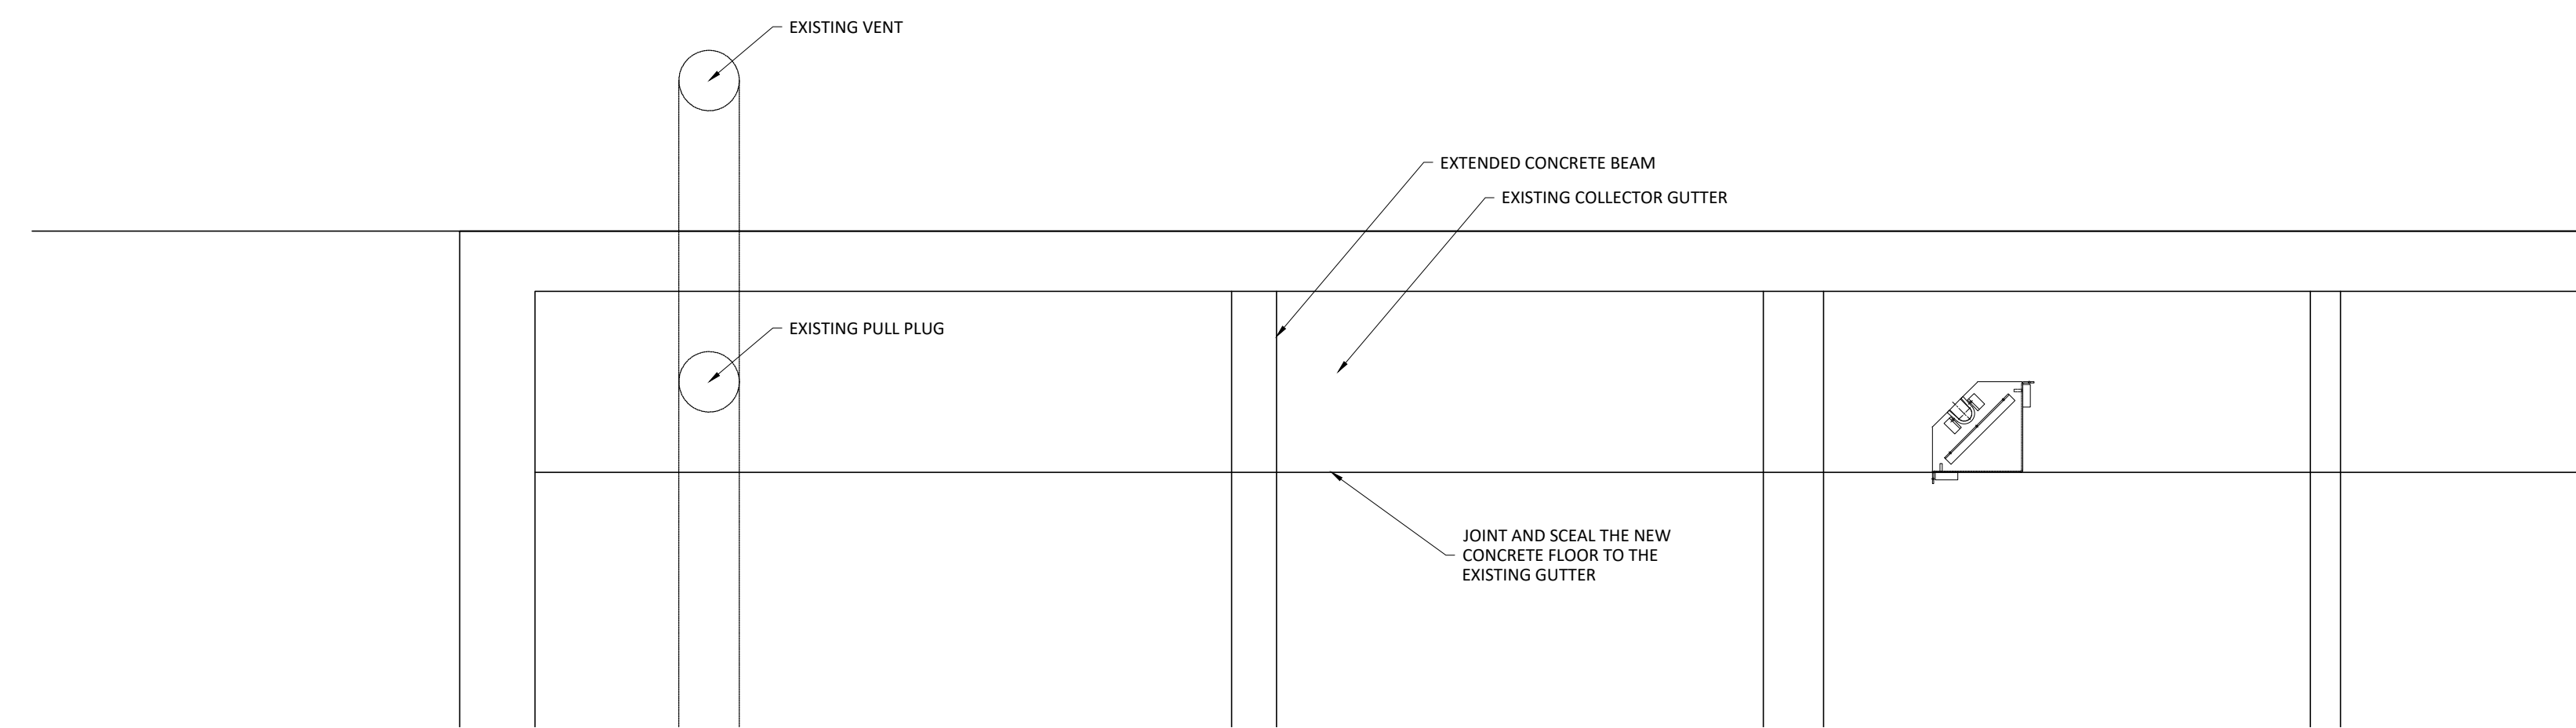 EXISTING VENT
EXTENDED CONCRETE BEAM
EXISTING COLLECTOR GUTTER
EXISTING PULL PLUG
JOINT AND SCEAL THE NEW
CONCRETE FLOOR TO THE
EXISTING GUTTER